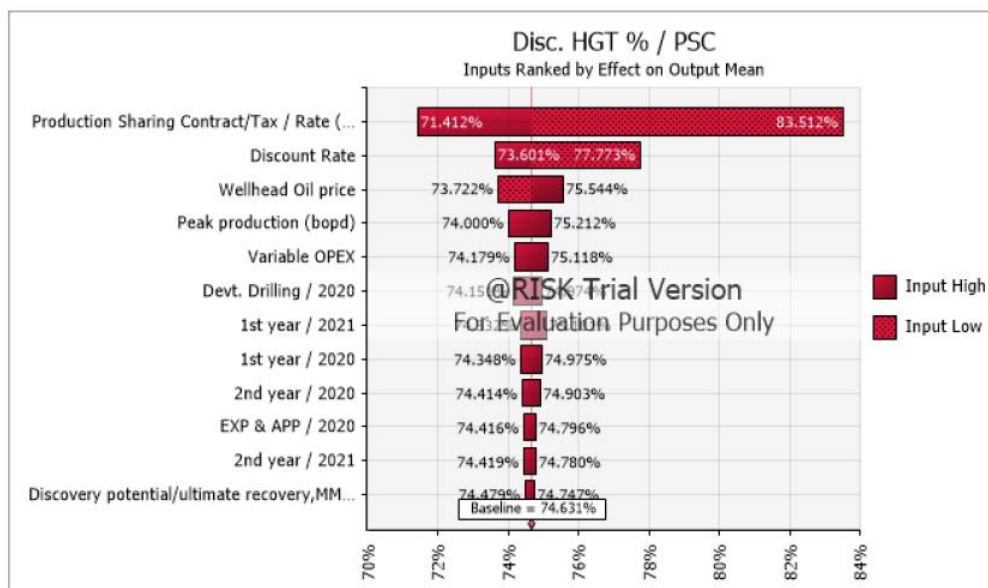 Disc. HGT % / PSC
Inputs Ranked by Effect on Output Mean
Production Sharing Contract/Tax / Rate (... 71.412% 83.512%
Discount Rate 73.601% 77.773%
Wellhead Oil price 73.722% 75.544%
Peak production (bopd) 74.000% 75.212%
Variable OPEX 74.179% 75.118%
Devt. Drilling / 2020
@RISK Trial Version
For Evaluation Purposes Only
1st year / 2021
1st year / 2020 74.348% 74.975%
2nd year / 2020 74.414% 74.903%
EXP & APP / 2020 74.416% 74.796%
2nd year / 2021 74.419% 74.780%
Discovery potential/ultimate recovery,MM... 74.479% 74.747%
Baseline = 74.631%
70% 72% 74% 76% 78% 80% 82% 84%
Input High
Input Low